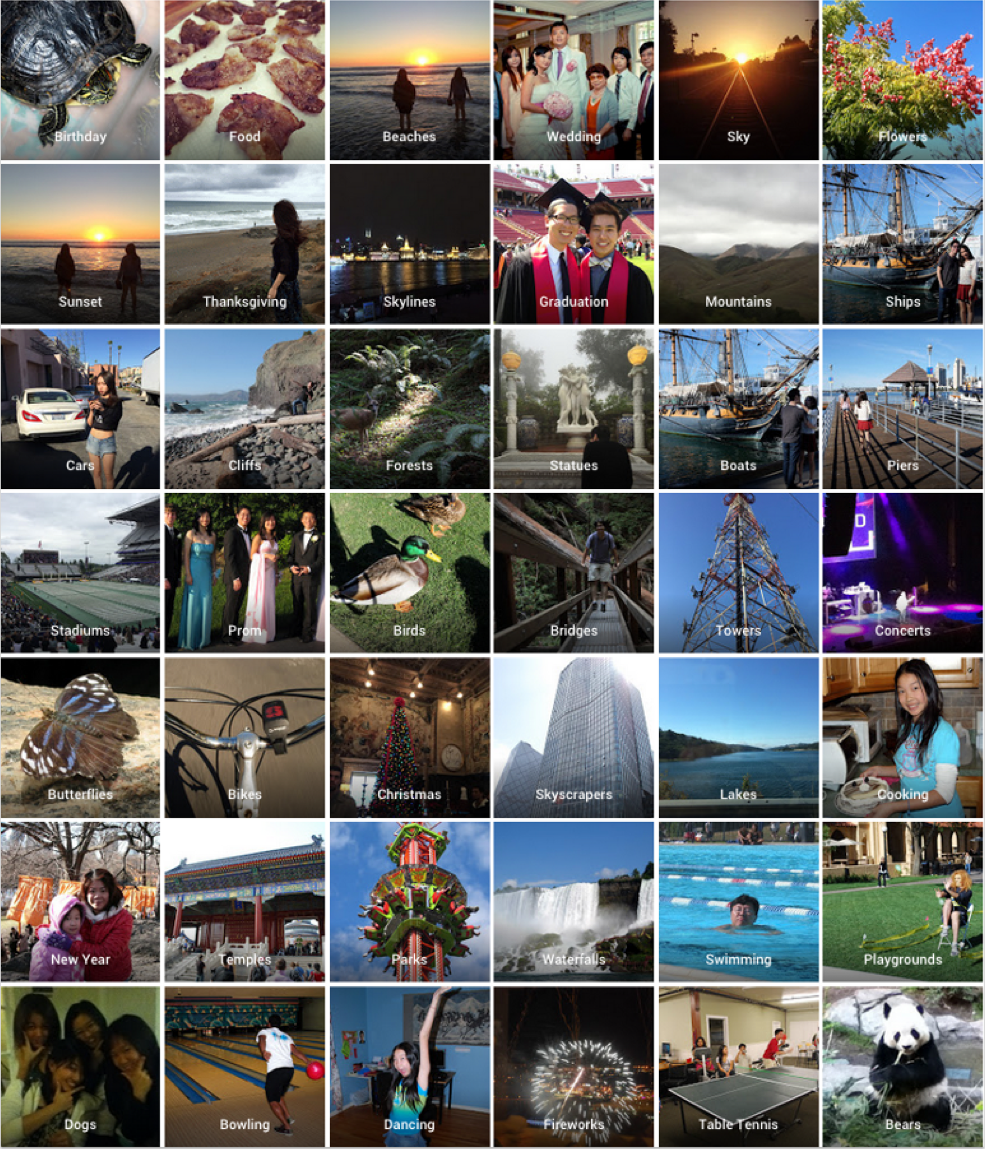 Birthday
Food
Beaches
Wedding
Sky
Flowers
Sunset
Thanksgiving
Skylines
Graduation
Mountains
Ships
Cars
Cliffs
Forests
Statues
Boats
Piers
Stadiums
Prom
Birds
Bridges
Towers
D
Concerts
Butterflies
Bikes
Christmas
Skyscrapers
Lakes
Cooking
New Year
Temples
Parks
Waterfalls
Swimming
Playgrounds
Dogs
Bowling
Dancing
Fireworks
Table Tennis
Bears